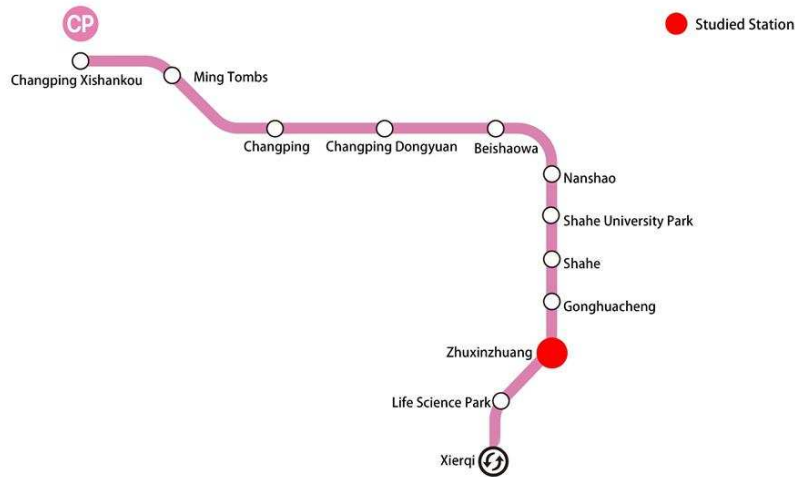 CP
Studied Station
Changping Xishankou
Ming Tombs
Changping
Changping Dongyuan
Beishaowa
Nanshao
Shahe University Park
Shahe
Gonghuacheng
Zhuxinzhuang
Life Science Park
Xierqi